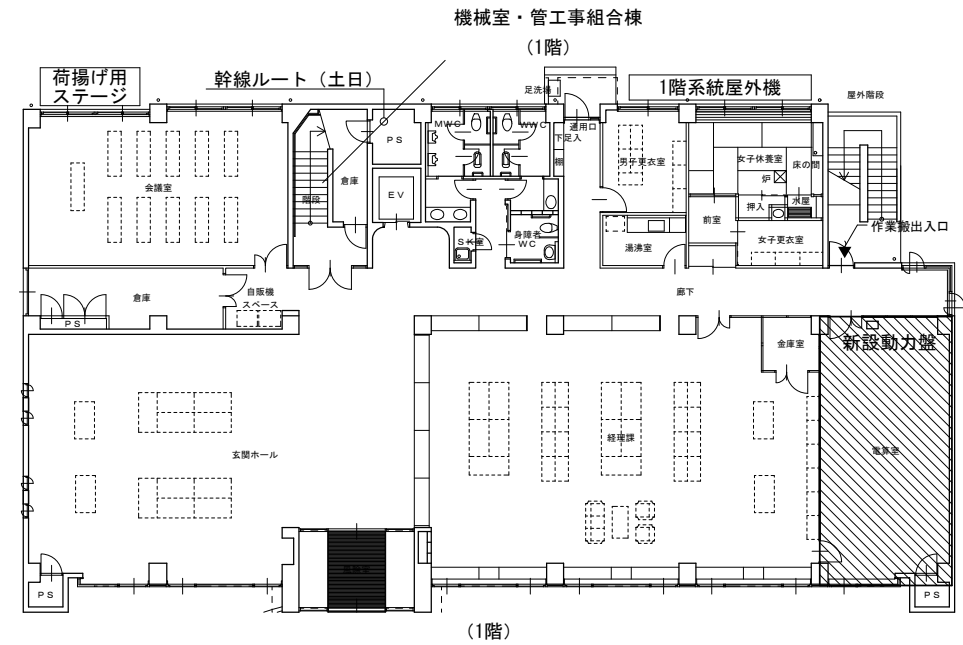 機械室・管工事組合棟
（1階）
荷揚げ用
ステージ
幹線ルート（土日）
足洗場
1階系統屋外機
屋外階段
会議室
階段
倉庫
ＰＳ
ＥＶ
ＭＷＣ
ＷＷＣ
通用口
下足入
棚
男子更衣室
女子休養室
床の間
炉
押入
水屋
前室
女子更衣室
湯沸室
ＳＫ室
身障者
ＷＣ
作業搬出入口
倉庫
ＰＳ
自販機
スペース
廊下
金庫室
新設動力盤
玄関ホール
経理課
電算室
ＰＳ
ＰＳ
（1階）